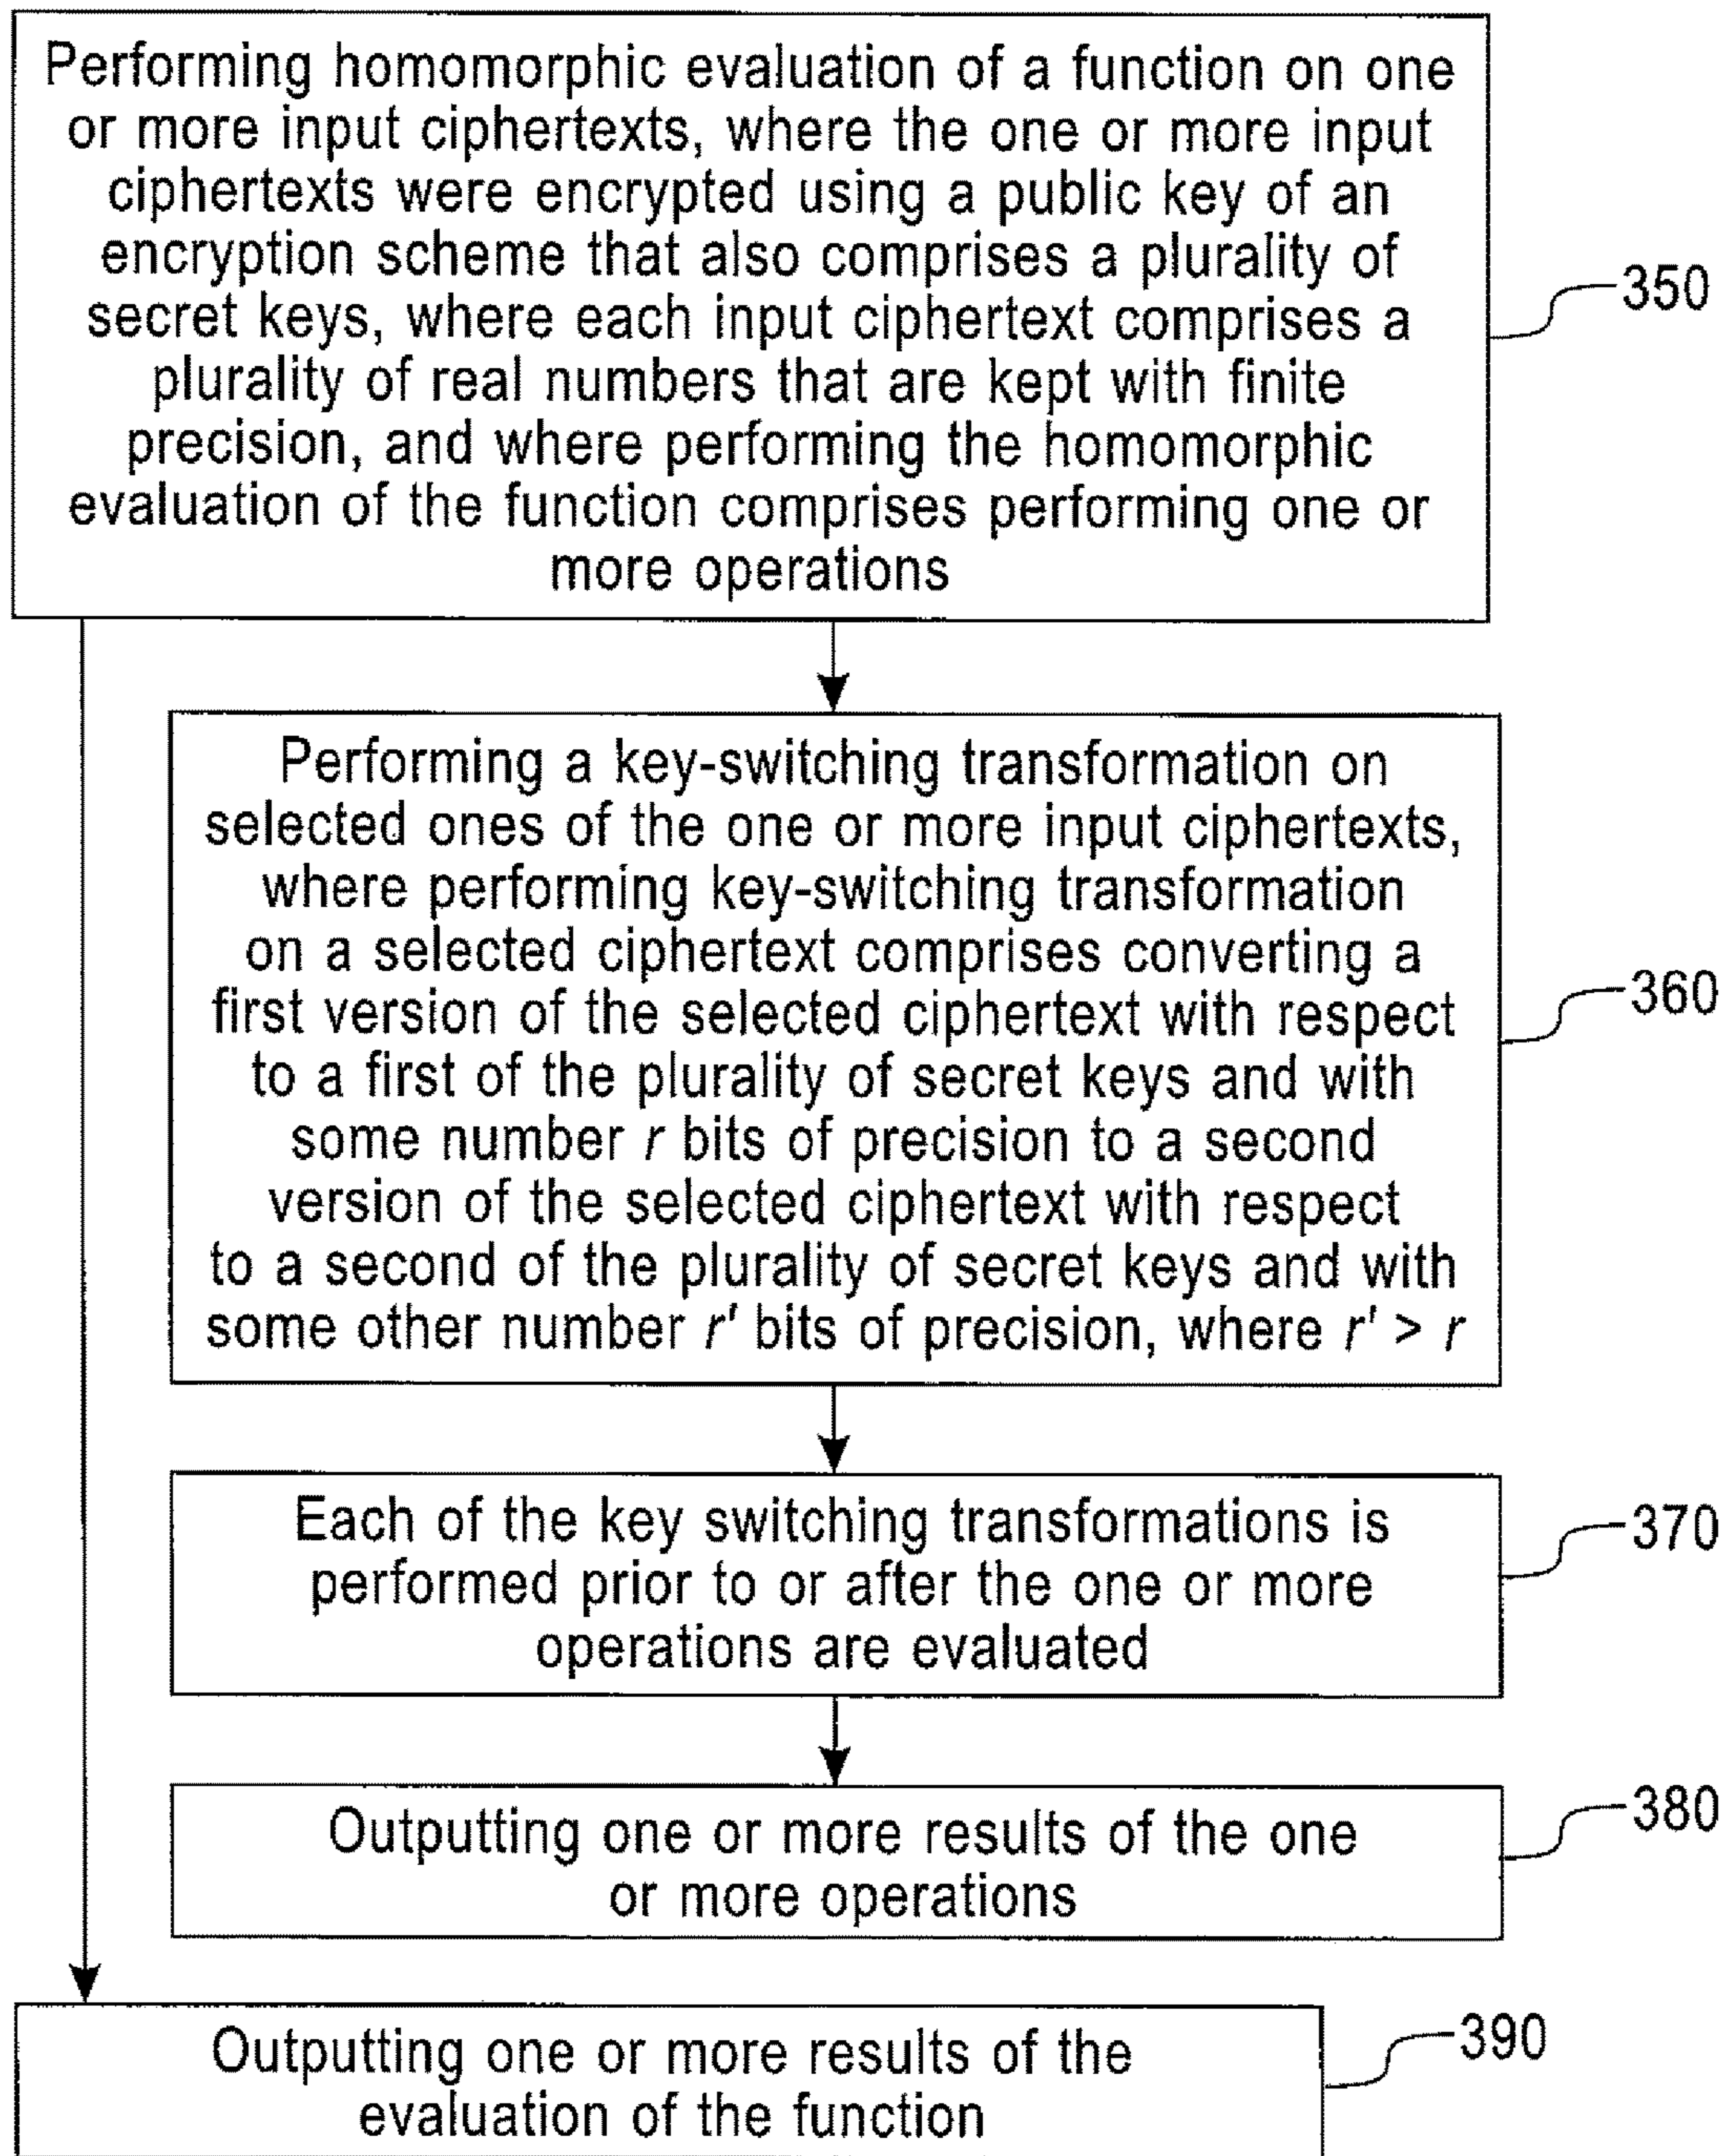 Performing homomorphic evaluation of a function on one
or more input ciphertexts, where the one or more input
ciphertexts were encrypted using a public key of an
encryption scheme that also comprises a plurality of
secret keys, where each input ciphertext comprises a
plurality of real numbers that are kept with finite
precision, and where performing the homomorphic
evaluation of the function comprises performing one or
more operations
350
Performing a key-switching transformation on
selected ones of the one or more input ciphertexts,
where performing key-switching transformation
on a selected ciphertext comprises converting a
first version of the selected ciphertext with respect
to a first of the plurality of secret keys and with
some number r bits of precision to a second
version of the selected ciphertext with respect
to a second of the plurality of secret keys and with
some other number r' bits of precision, where r' > r
360
Each of the key switching transformations is
performed prior to or after the one or more
operations are evaluated
370
Outputting one or more results of the one
or more operations
380
Outputting one or more results of the
evaluation of the function
390